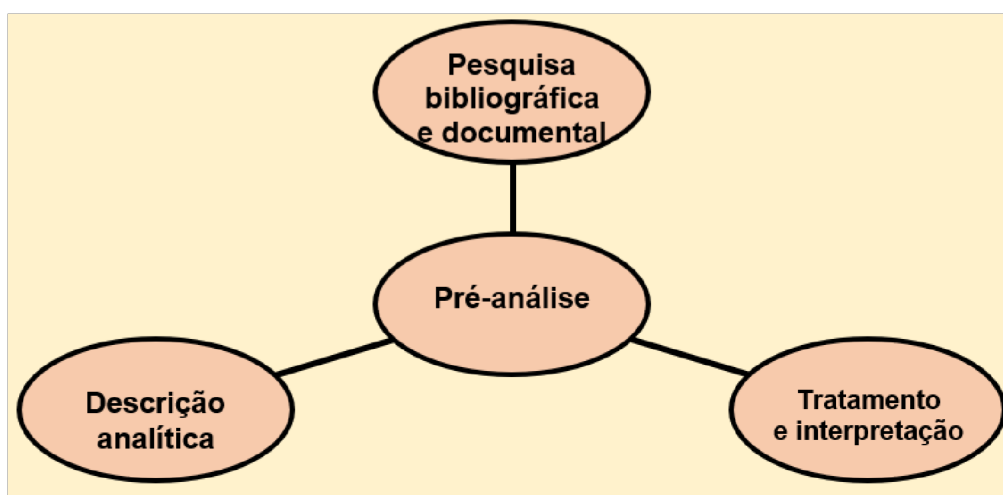 Pesquisa
bibliográfica
e documental
Pré-análise
Descrição
analítica
Tratamento
e interpretação